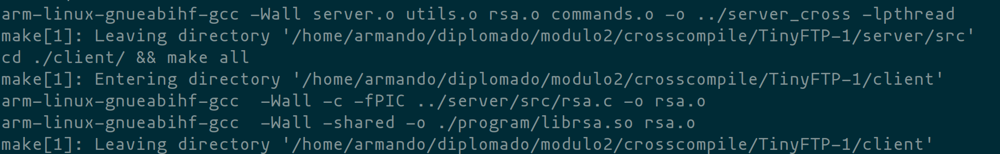 arm-linux-gnueabihf-gcc -Wall server.o utils.o rsa.o commands.o -o ../server_cross -lpthread
make[1]: Leaving directory '/home/armando/diplomado/modulo2/crosscompile/TinyFTP-1/server/src'
cd ./client/ && make all
make[1]: Entering directory '/home/armando/diplomado/modulo2/crosscompile/TinyFTP-1/client'
arm-linux-gnueabihf-gcc  -Wall -c -fPIC ../server/src/rsa.c -o rsa.o
arm-linux-gnueabihf-gcc  -Wall -shared -o ./program/librsa.so rsa.o
make[1]: Leaving directory '/home/armando/diplomado/modulo2/crosscompile/TinyFTP-1/client'